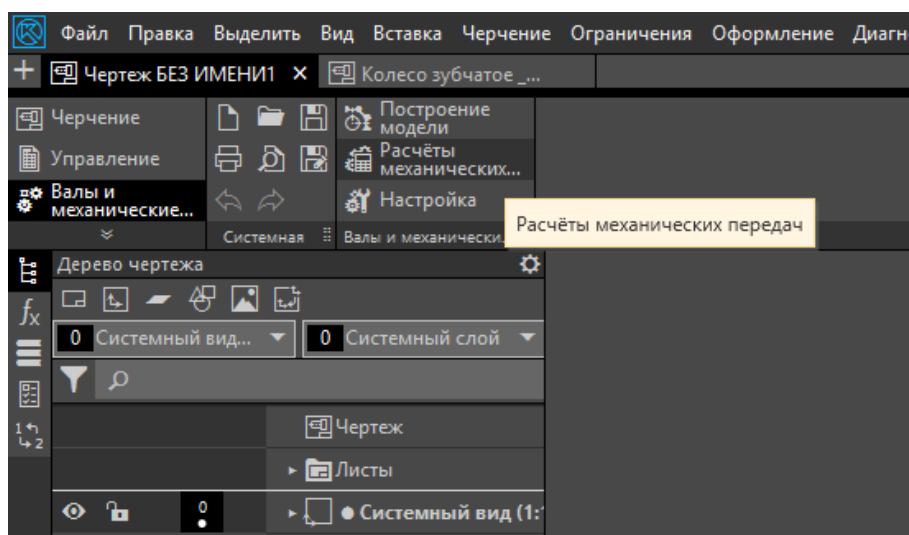 Файл Правка Выделить Вид Вставка Черчение Ограничения Оформление Диагн
+ Чертеж БЕЗ ИМЕНИ1 × Колесо зубчатое _...
Черчение
Управление
Валы и
механические...
Построение
модели
Расчёты
механических...
Настройка
Системная
Валы и механически...
Расчёты механических передач
Дерево чертежа
0 Системный вид...
0 Системный слой
Чертеж
Листы
0
Системный вид (1:1